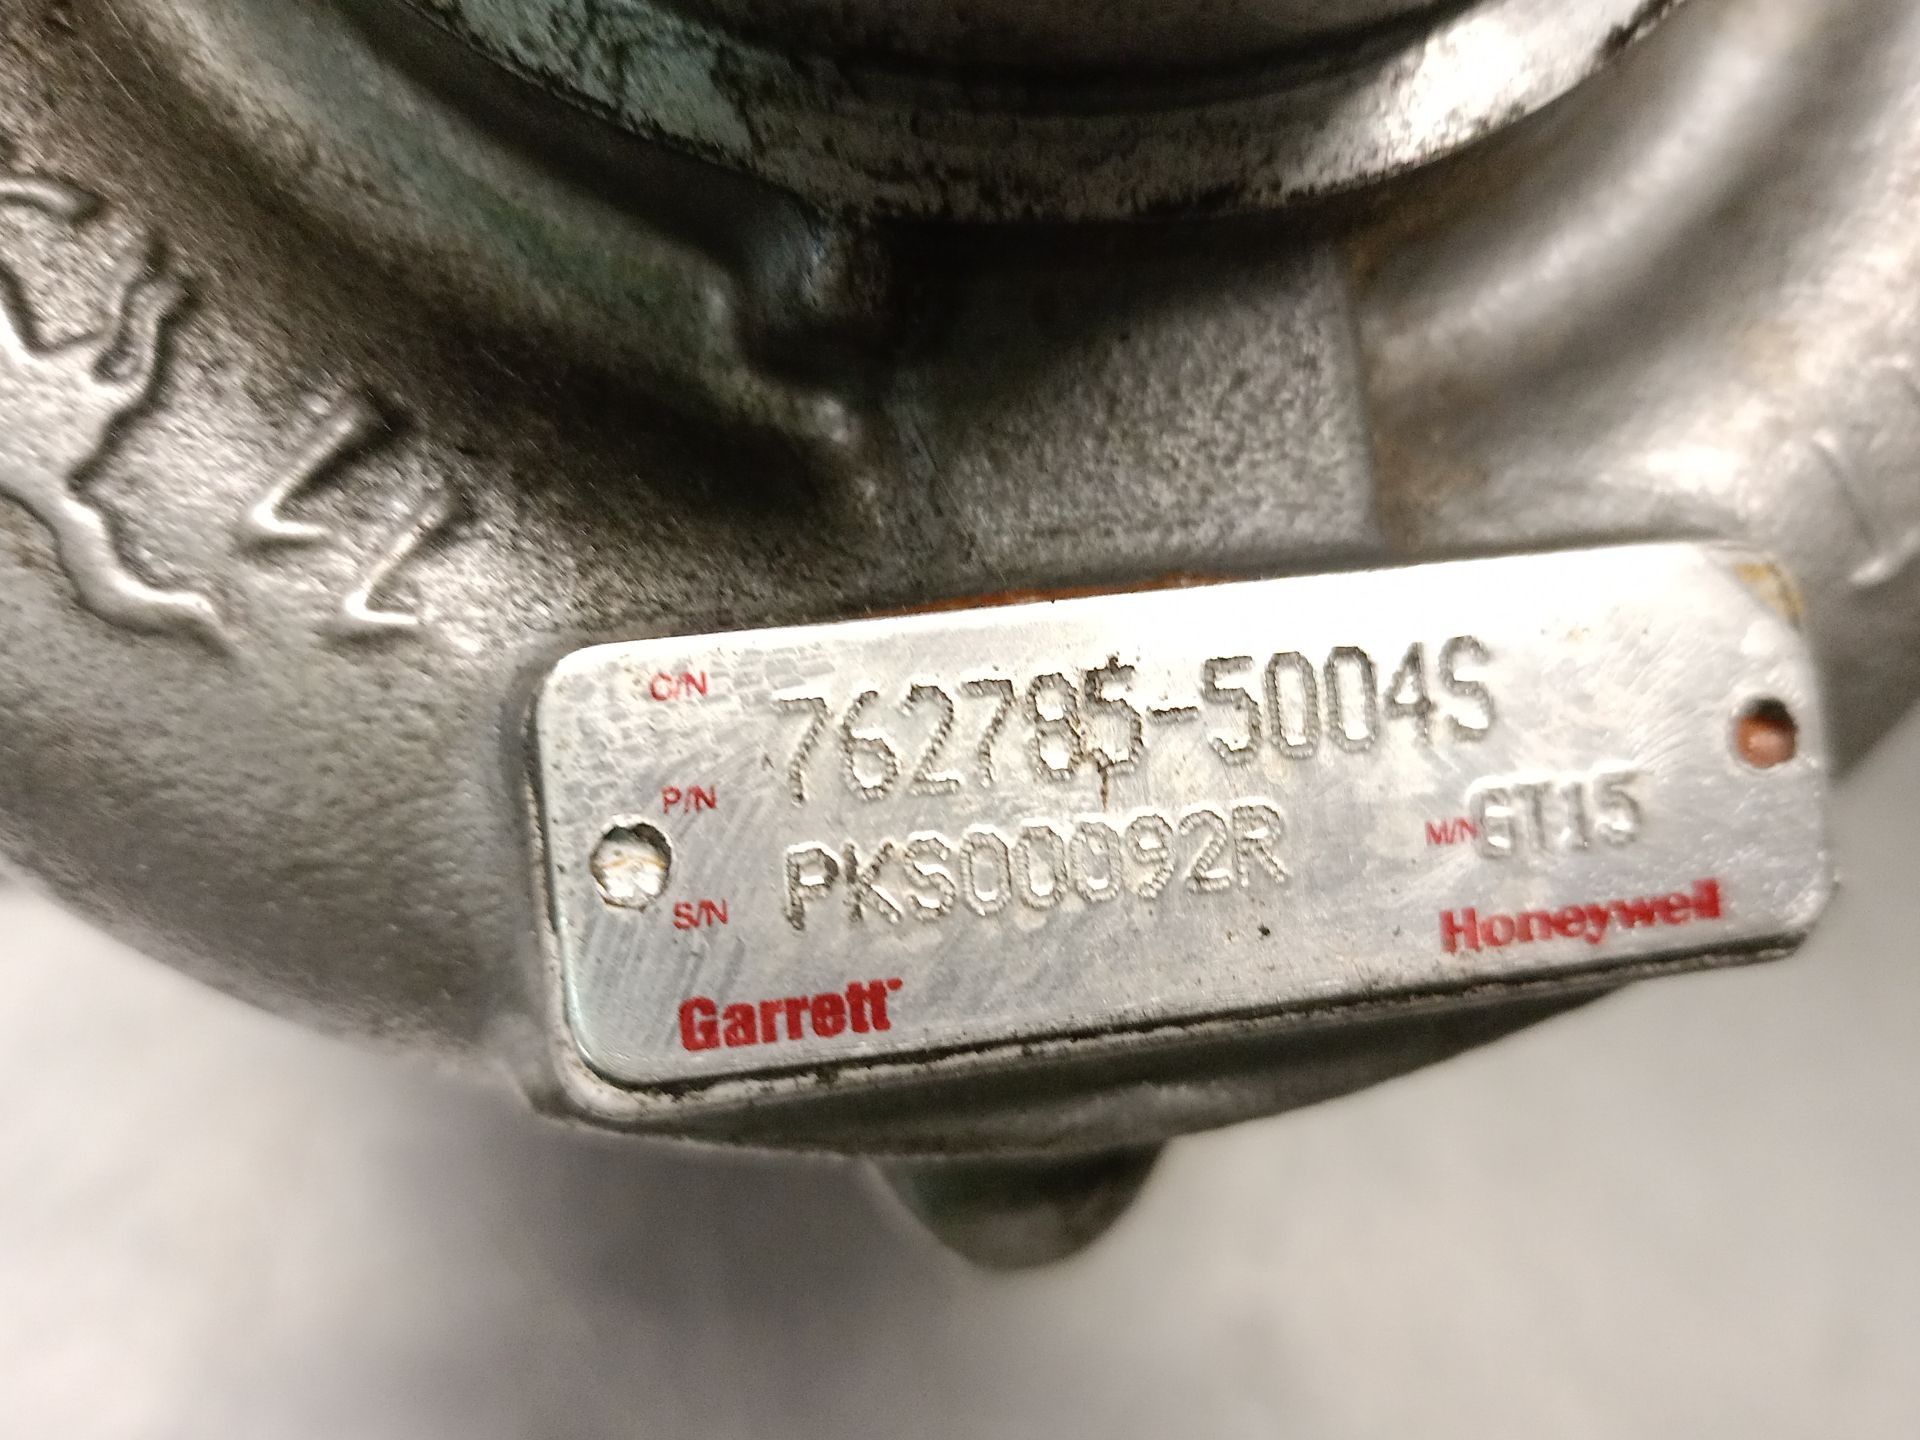 C/N
P/N 762785-5004S
S/N PKS00092R M/N GT15
Garrett Honeywell